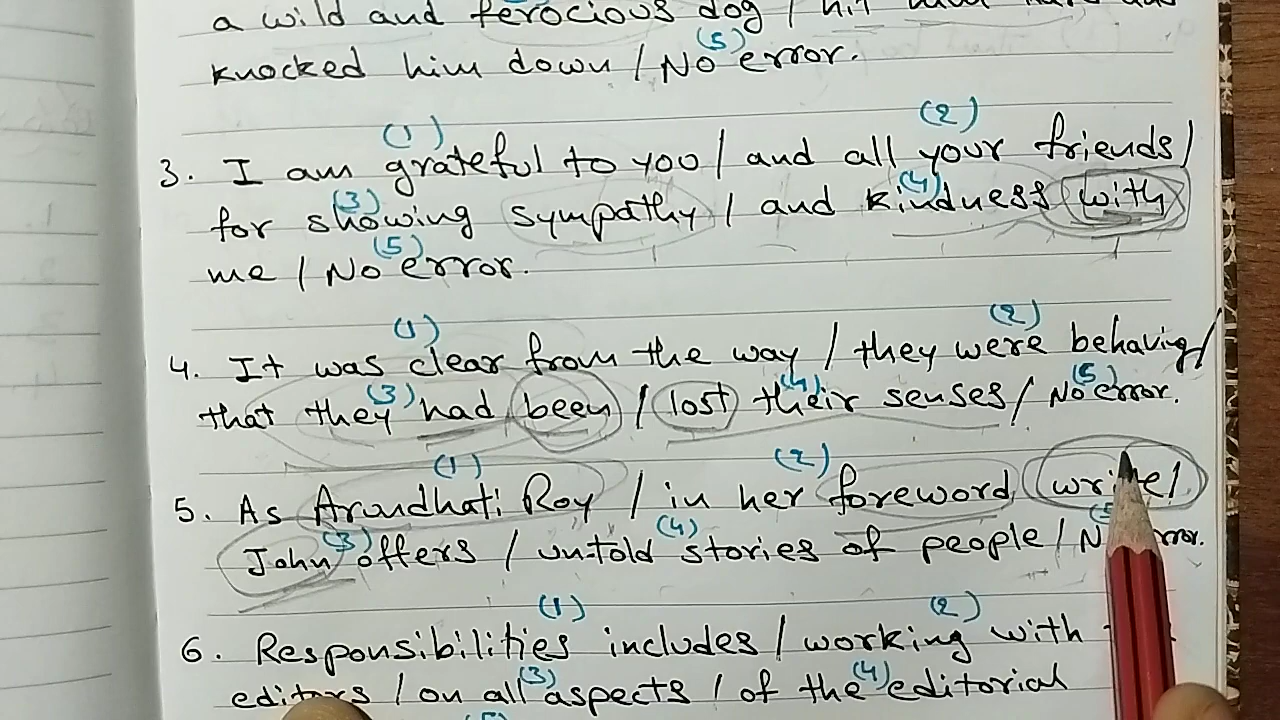 a wild and ferocious dog / hit
(5)
knocked him down / No error.
(1) (2)
3. I am grateful to you / and all your friends /
(3) (4)
for showing sympathy / and kindness with
(5)
me / No error.
(1) (2)
4. It was clear from the way / they were behaving /
(3) (4) (5)
that they had been / lost their senses / No error.
(1) (2)
5. As Arundhati Roy / in her foreword write /
(3) (4)
John offers / untold stories of people /
(1) (2)
6. Responsibilities includes / working with
(3) (4)
editors / on all aspects / of the editorial